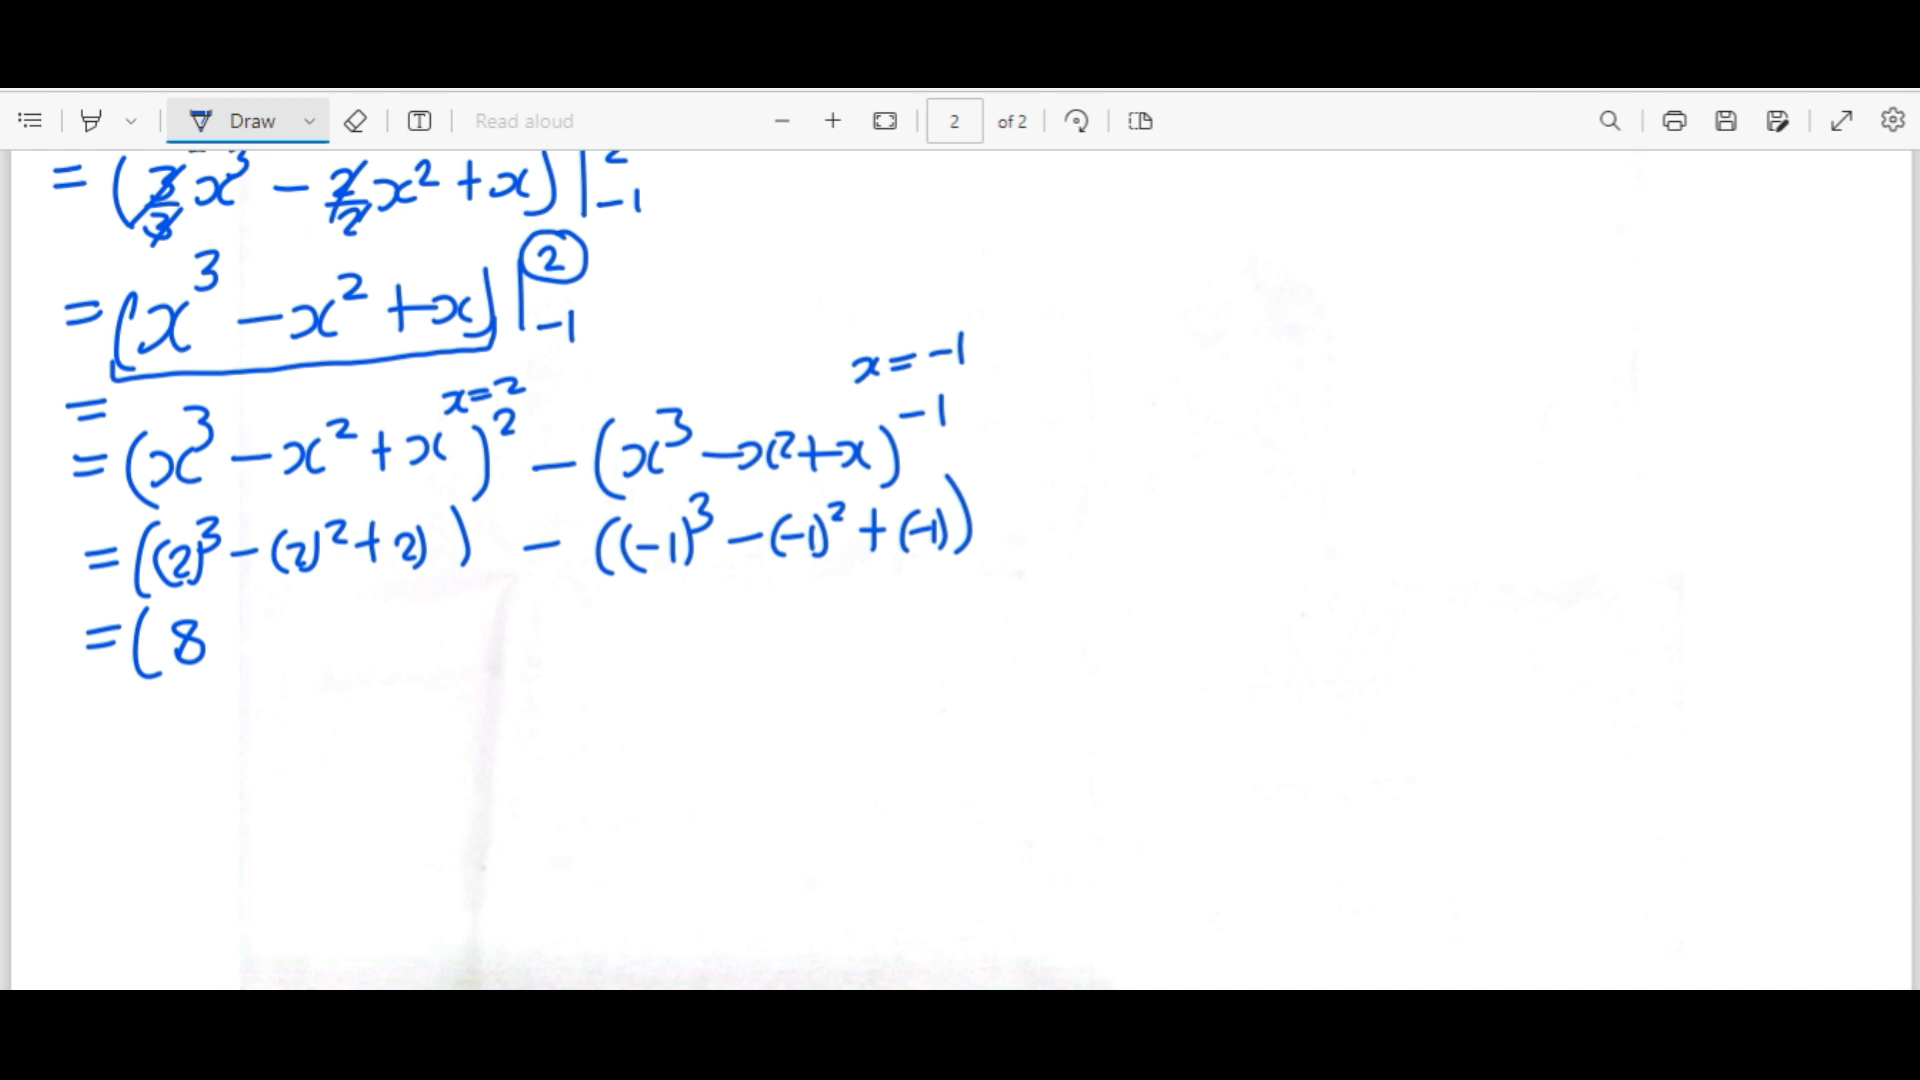 Draw Read aloud 2 of 2
= (3/3 x³ − 2/2 x² + x)|²₋₁
= (x³ − x² + x)|²₋₁
x = −1
= x = 2
= (x³ − x² + x)² − (x³ − x² + x)⁻¹
= ((2)³ − (2)² + 2) ) − ((−1)³ − (−1)² + (−1))
= (8